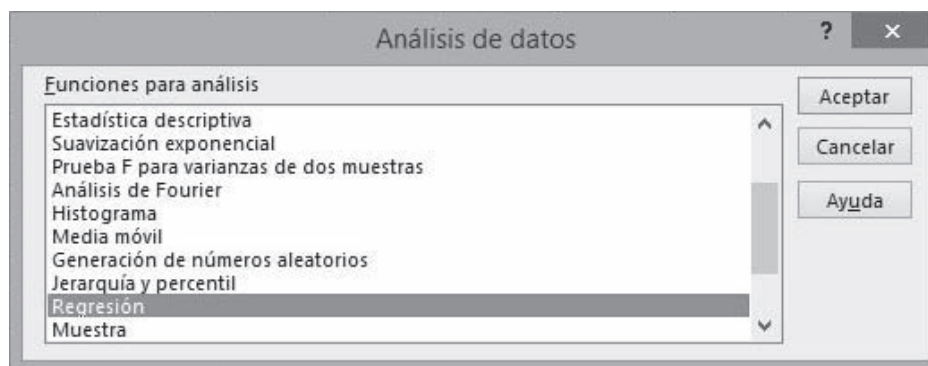 Análisis de datos
?
×
Funciones para análisis
Estadística descriptiva
Suavización exponencial
Prueba F para varianzas de dos muestras
Análisis de Fourier
Histograma
Media móvil
Generación de números aleatorios
Jerarquía y percentil
Regresión
Muestra
Aceptar
Cancelar
Ayuda